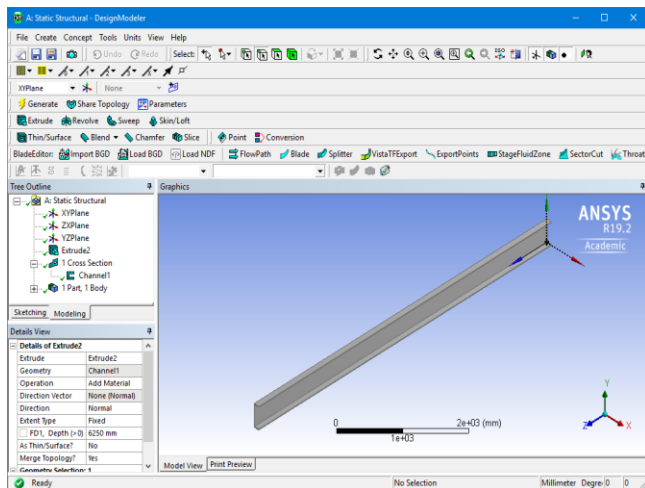 A: Static Structural - DesignModeler
File Create Concept Tools Units View Help
Undo Redo Select:
XYPlane None
Generate Share Topology Parameters
Extrude Revolve Sweep Skin/Loft
Thin/Surface Blend Chamfer Slice Point Conversion
BladeEditor: Import BGD Load BGD Load NDF FlowPath Blade Splitter VistaTFExport ExportPoints StageFluidZone SectorCut Throat
Tree Outline
A: Static Structural
XYPlane
ZXPlane
YZPlane
Extrude2
1 Cross Section
Channel1
1 Part, 1 Body
Sketching Modeling
Details View
Details of Extrude2
Extrude Extrude2
Geometry Channel1
Operation Add Material
Direction Vector None (Normal)
Direction Normal
Extent Type Fixed
FD1, Depth (>0) 6250 mm
As Thin/Surface? No
Merge Topology? Yes
Geometry Selection: 1
Graphics
ANSYS
R19.2
Academic
0 2e+03 (mm)
1e+03
Y
Z X
Model View Print Preview
Ready No Selection Millimeter Degre 0 0